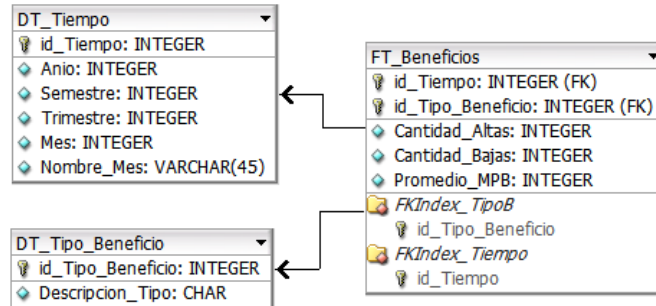 DT_Tiempo
id_Tiempo: INTEGER
Anio: INTEGER
Semestre: INTEGER
Trimestre: INTEGER
Mes: INTEGER
Nombre_Mes: VARCHAR(45)
FT_Beneficios
id_Tiempo: INTEGER (FK)
id_Tipo_Beneficio: INTEGER (FK)
Cantidad_Altas: INTEGER
Cantidad_Bajas: INTEGER
Promedio_MPB: INTEGER
FKIndex_TipoB
id_Tipo_Beneficio
FKIndex_Tiempo
id_Tiempo
DT_Tipo_Beneficio
id_Tipo_Beneficio: INTEGER
Descripcion_Tipo: CHAR